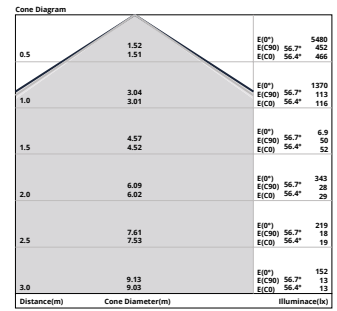 Cone Diagram
0.5 1.52 1.51 E(0°) 5480
E(C90) 56.7° 452
E(C0) 56.4° 466
1.0 3.04 3.01 E(0°) 1370
E(C90) 56.7° 113
E(C0) 56.4° 116
1.5 4.57 4.52 E(0°) 6.9
E(C90) 56.7° 50
E(C0) 56.4° 52
2.0 6.09 6.02 E(0°) 343
E(C90) 56.7° 28
E(C0) 56.4° 29
2.5 7.61 7.53 E(0°) 219
E(C90) 56.7° 18
E(C0) 56.4° 19
3.0 9.13 9.03 E(0°) 152
E(C90) 56.7° 13
E(C0) 56.4° 13
Distance(m) Cone Diameter(m) Illuminace(lx)